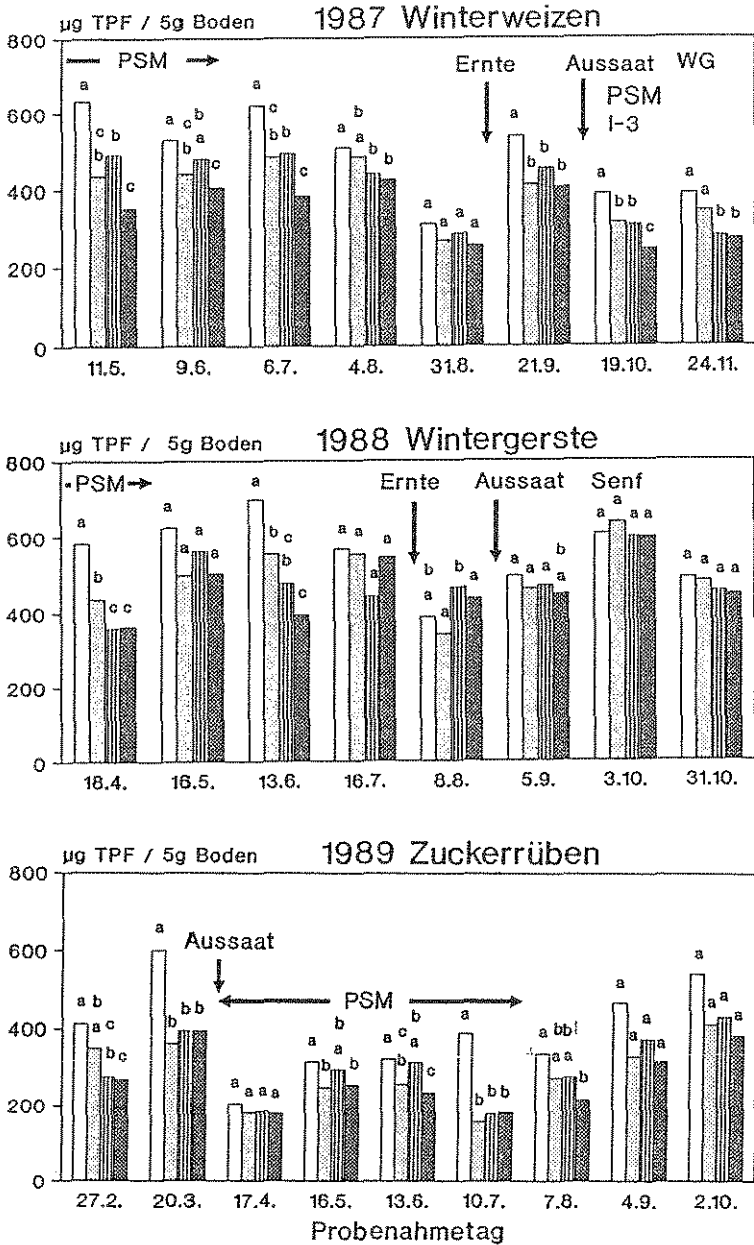 µg TPF / 5g Boden 1987 Winterweizen
800
PSM
Ernte Aussaat WG
PSM
I-3
a c b b c
a c b b a c
a c b b c
a b a b b
a a a a
a b b b
a b b c
a a b b
600
400
200
0
11.5. 9.6. 6.7. 4.8. 31.8. 21.9. 19.10. 24.11.
µg TPF / 5g Boden 1988 Wintergerste
800
PSM
Ernte Aussaat Senf
a b c c
a a a a
a b c b c
a a a a
b a a b a
a a a b a
a a a a
a a a a
600
400
200
0
18.4. 16.5. 13.6. 16.7. 8.8. 5.9. 3.10. 31.10.
µg TPF / 5g Boden 1989 Zuckerrüben
800
Aussaat
PSM
a b a c b c
a b b b
a a a a
a b b a b
a c b b a c
a b b b
a b a b a b
a a a a
a a a a
600
400
200
0
27.2. 20.3. 17.4. 16.5. 13.6. 10.7. 7.8. 4.9. 2.10.
Probenahmetag